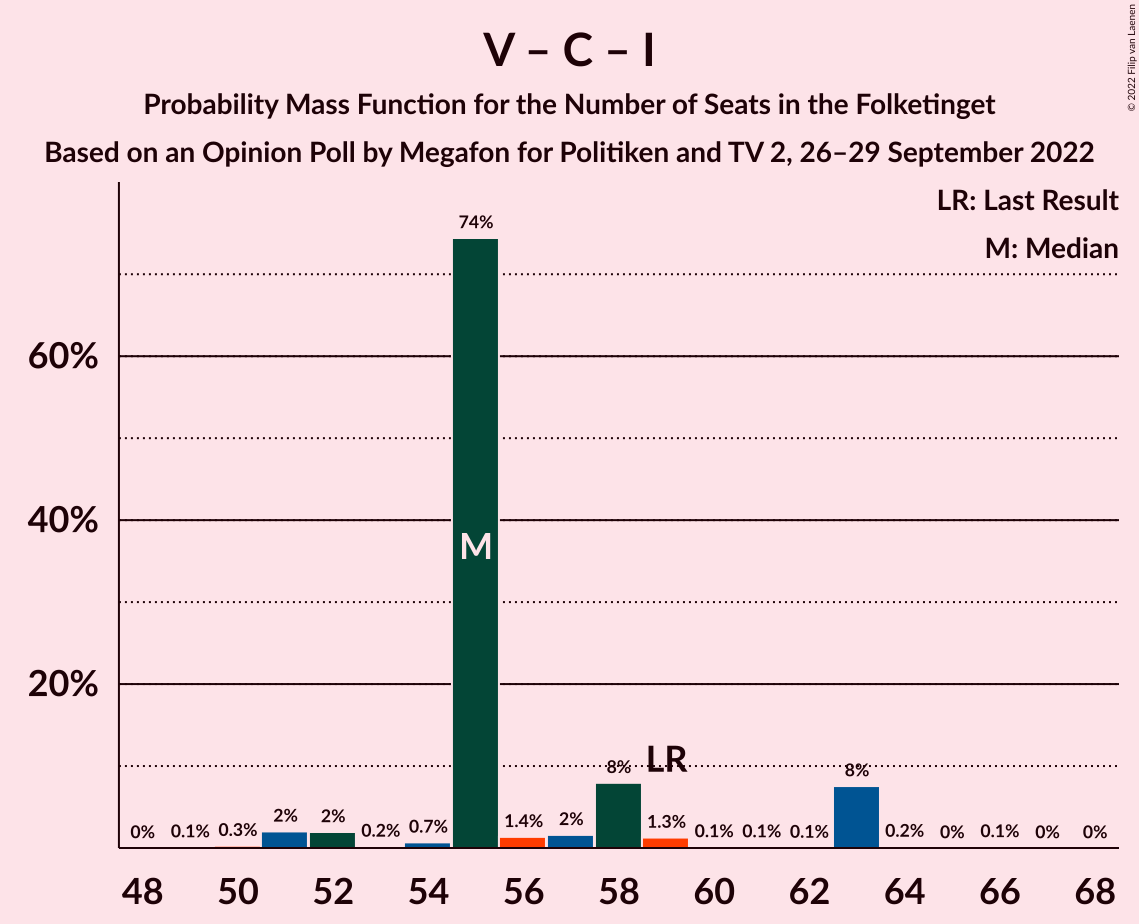 V – C – I
Probability Mass Function for the Number of Seats in the Folketinget
Based on an Opinion Poll by Megafon for Politiken and TV 2, 26–29 September 2022
© 2022 Filip van Laenen
LR: Last Result
M: Median
60%
40%
20%
0%
0.1%
0.3%
2%
2%
0.2%
0.7%
74%
M
1.4%
2%
8%
1.3%
LR
0.1%
0.1%
0.1%
8%
0.2%
0%
0.1%
0%
0%
48 50 52 54 56 58 60 62 64 66 68